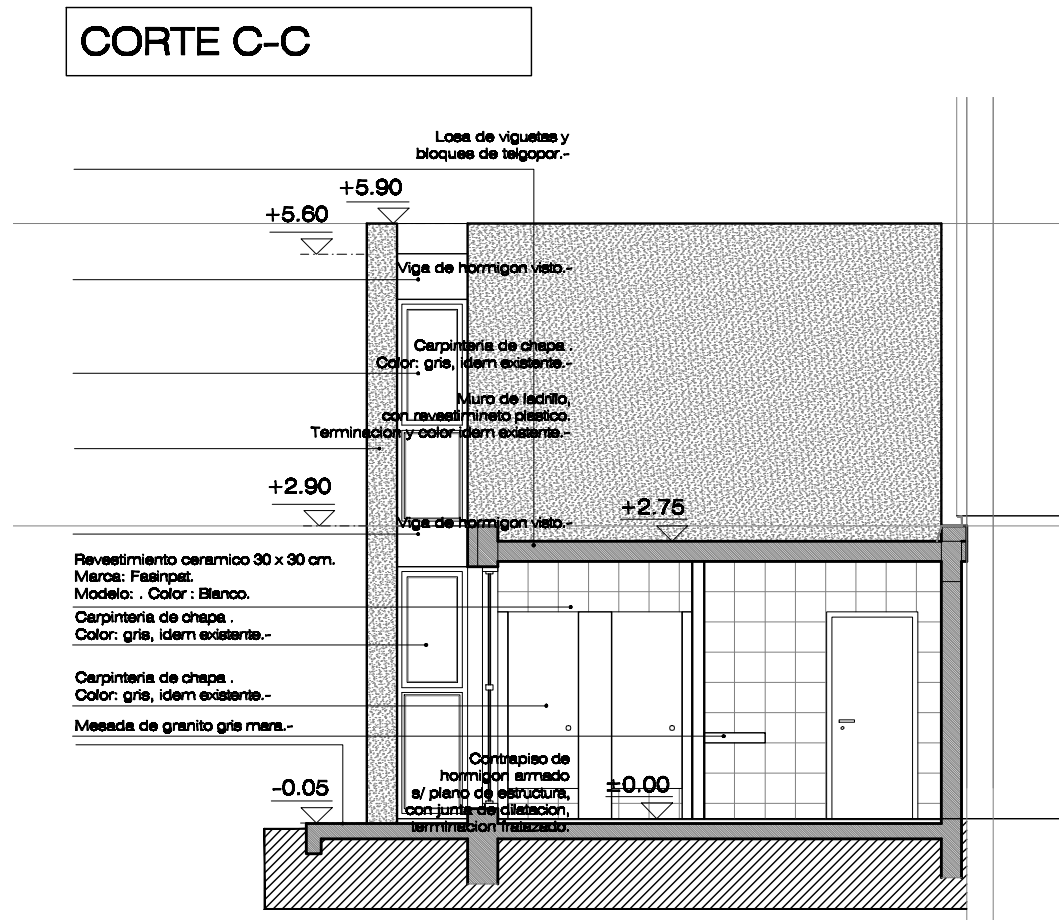 CORTE C-C
Losa de viguetas y
bloques de telgopor.-
+5.90
+5.60
Viga de hormigon visto.-
Carpinteria de chapa .
Color: gris, idem existente.-
Muro de ladrillo,
con revestimineto plastico.
Terminacion y color idem existente.-
+2.90
+2.75
Viga de hormigon visto.-
Revestimiento ceramico 30 x 30 cm.
Marca: Fasinpat.
Modelo: . Color : Blanco.
Carpinteria de chapa .
Color: gris, idem existente.-
Carpinteria de chapa .
Color: gris, idem existente.-
Mesada de granito gris mara.-
Contrapiso de
hormigon armado
s/ plano de estructura,
con junta de dilatacion,
terminacion fratazado.
-0.05
±0.00